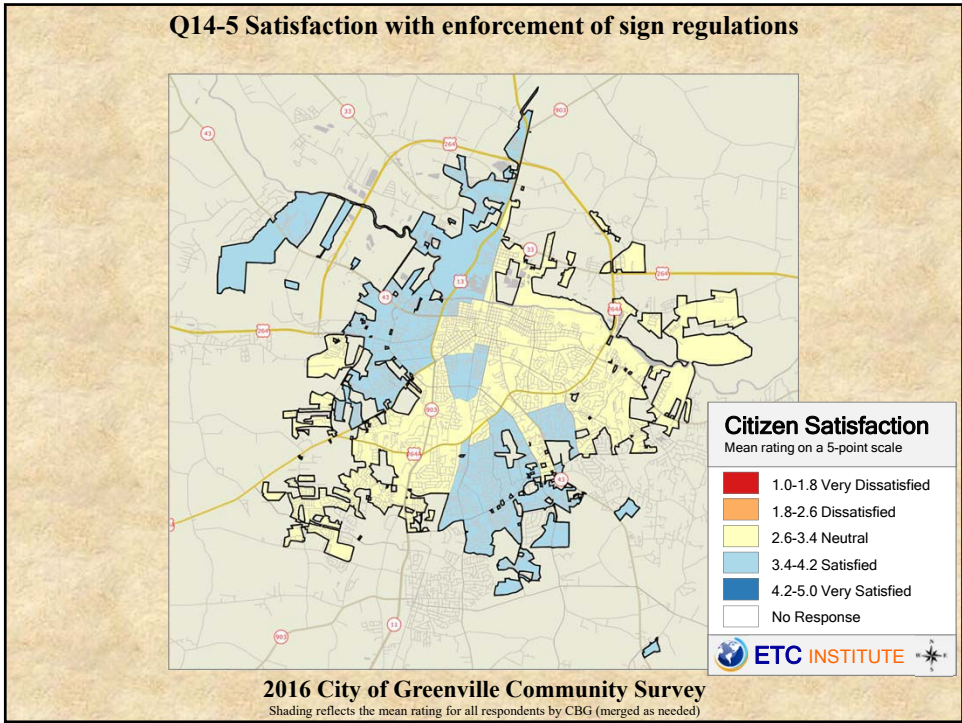 Q14-5 Satisfaction with enforcement of sign regulations
903
33
43
264
33
264
13
43
264A
264
903
264A
43
903
11
Citizen Satisfaction
Mean rating on a 5-point scale
1.0-1.8 Very Dissatisfied
1.8-2.6 Dissatisfied
2.6-3.4 Neutral
3.4-4.2 Satisfied
4.2-5.0 Very Satisfied
No Response
ETC INSTITUTE
2016 City of Greenville Community Survey
Shading reflects the mean rating for all respondents by CBG (merged as needed)